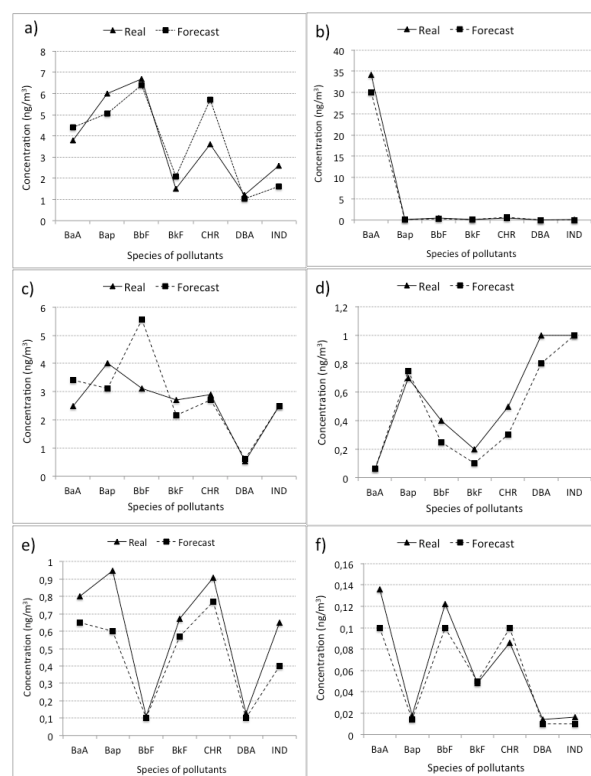 a)
Real Forecast
Concentration (ng/m³)
8
7
6
5
4
3
2
1
0
BaA Bap BbF BkF CHR DBA IND
Species of pollutants
b)
Real Forecast
Concentration (ng/m³)
40
35
30
25
20
15
10
5
0
BaA Bap BbF BkF CHR DBA IND
Species of pollutants
c)
Real Forecast
Concentration (ng/m³)
6
5
4
3
2
1
0
BaA Bap BbF BkF CHR DBA IND
Species of pollutants
d)
Real Forecast
Concentration (ng/m³)
1,2
1
0,8
0,6
0,4
0,2
0
BaA Bap BbF BkF CHR DBA IND
Species of pollutants
e)
Real Forecast
Concentration (ng/m³)
1
0,9
0,8
0,7
0,6
0,5
0,4
0,3
0,2
0,1
0
BaA Bap BbF BkF CHR DBA IND
Species of pollutants
f)
Real Forecast
Concentration (ng/m³)
0,16
0,14
0,12
0,1
0,08
0,06
0,04
0,02
0
BaA Bap BbF BkF CHR DBA IND
Species of pollutants